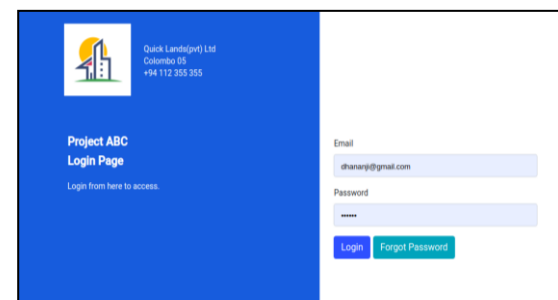 Quick Lands(pvt) Ltd
Colombo 05
+94 112 355 355
Project ABC
Login Page
Login from here to access.
Email
dhananji@gmail.com
Password
••••••
Login
Forgot Password